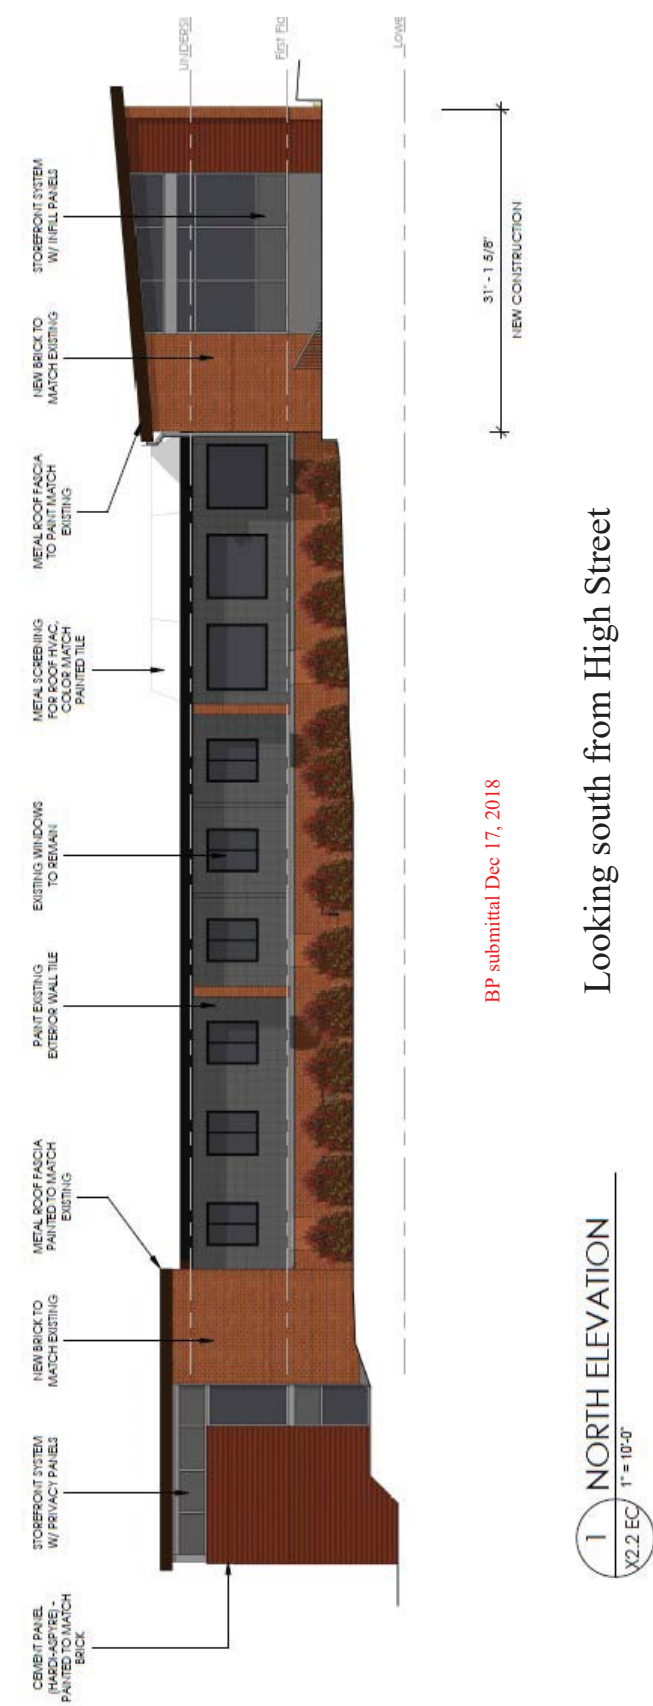 CEMENT PANEL
(HARDI-ASPYRE) -
PAINTED TO MATCH
BRICK
STOREFRONT SYSTEM
W/ PRIVACY PANELS
NEW BRICK TO
MATCH EXISTING
METAL ROOF FASCIA
PAINTED TO MATCH
EXISTING
PAINT EXISTING
EXTERIOR WALL TILE
EXISTING WINDOWS
TO REMAIN
METAL SCREENING
FOR ROOF HVAC,
COLOR MATCH
PAINTED TILE
METAL ROOF FASCIA
TO PAINT MATCH
EXISTING
NEW BRICK TO
MATCH EXISTING
STOREFRONT SYSTEM
W/ INFILL PANELS
UNDERSI
First Flo
Lowe
31' - 1 5/8"
NEW CONSTRUCTION
BP submittal Dec 17, 2018
Looking south from High Street
1
X2.2 EC
NORTH ELEVATION
1" = 10'-0"